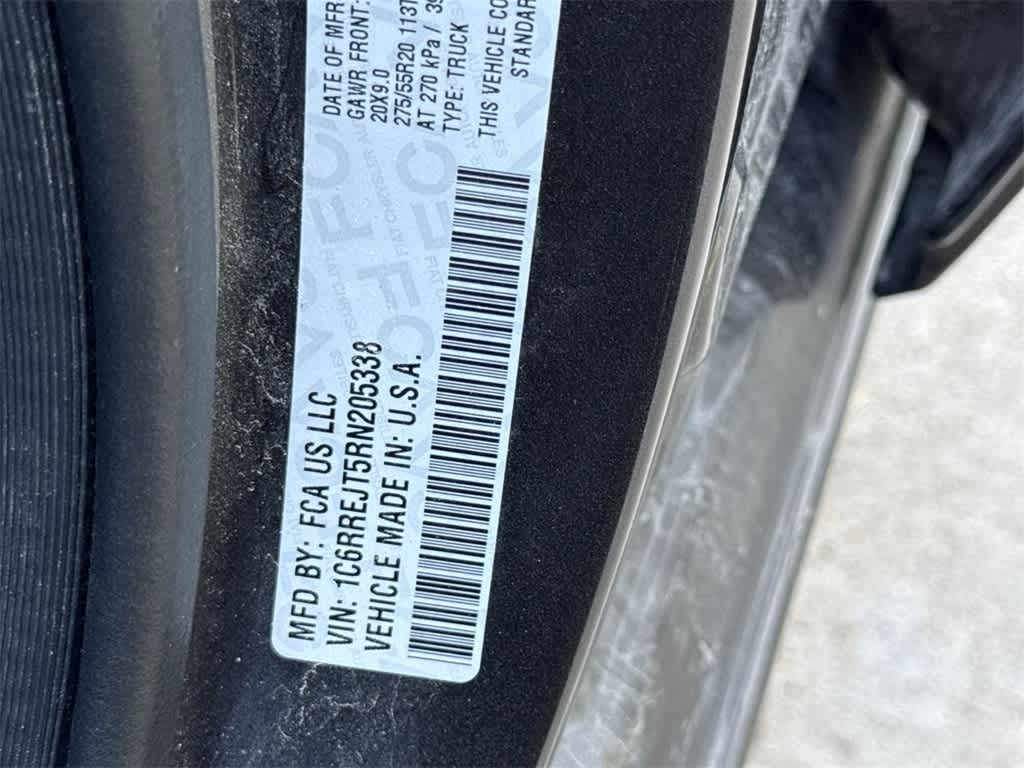 MFD BY: FCA US LLC
VIN: 1C6RREJT5RN205338
VEHICLE MADE IN: U.S.A.
DATE OF MFR
GAWR FRONT:
20X9.0
275/55R20 113T
AT 270 kPa /
TYPE: TRUCK
THIS VEHICLE CO
STANDAR